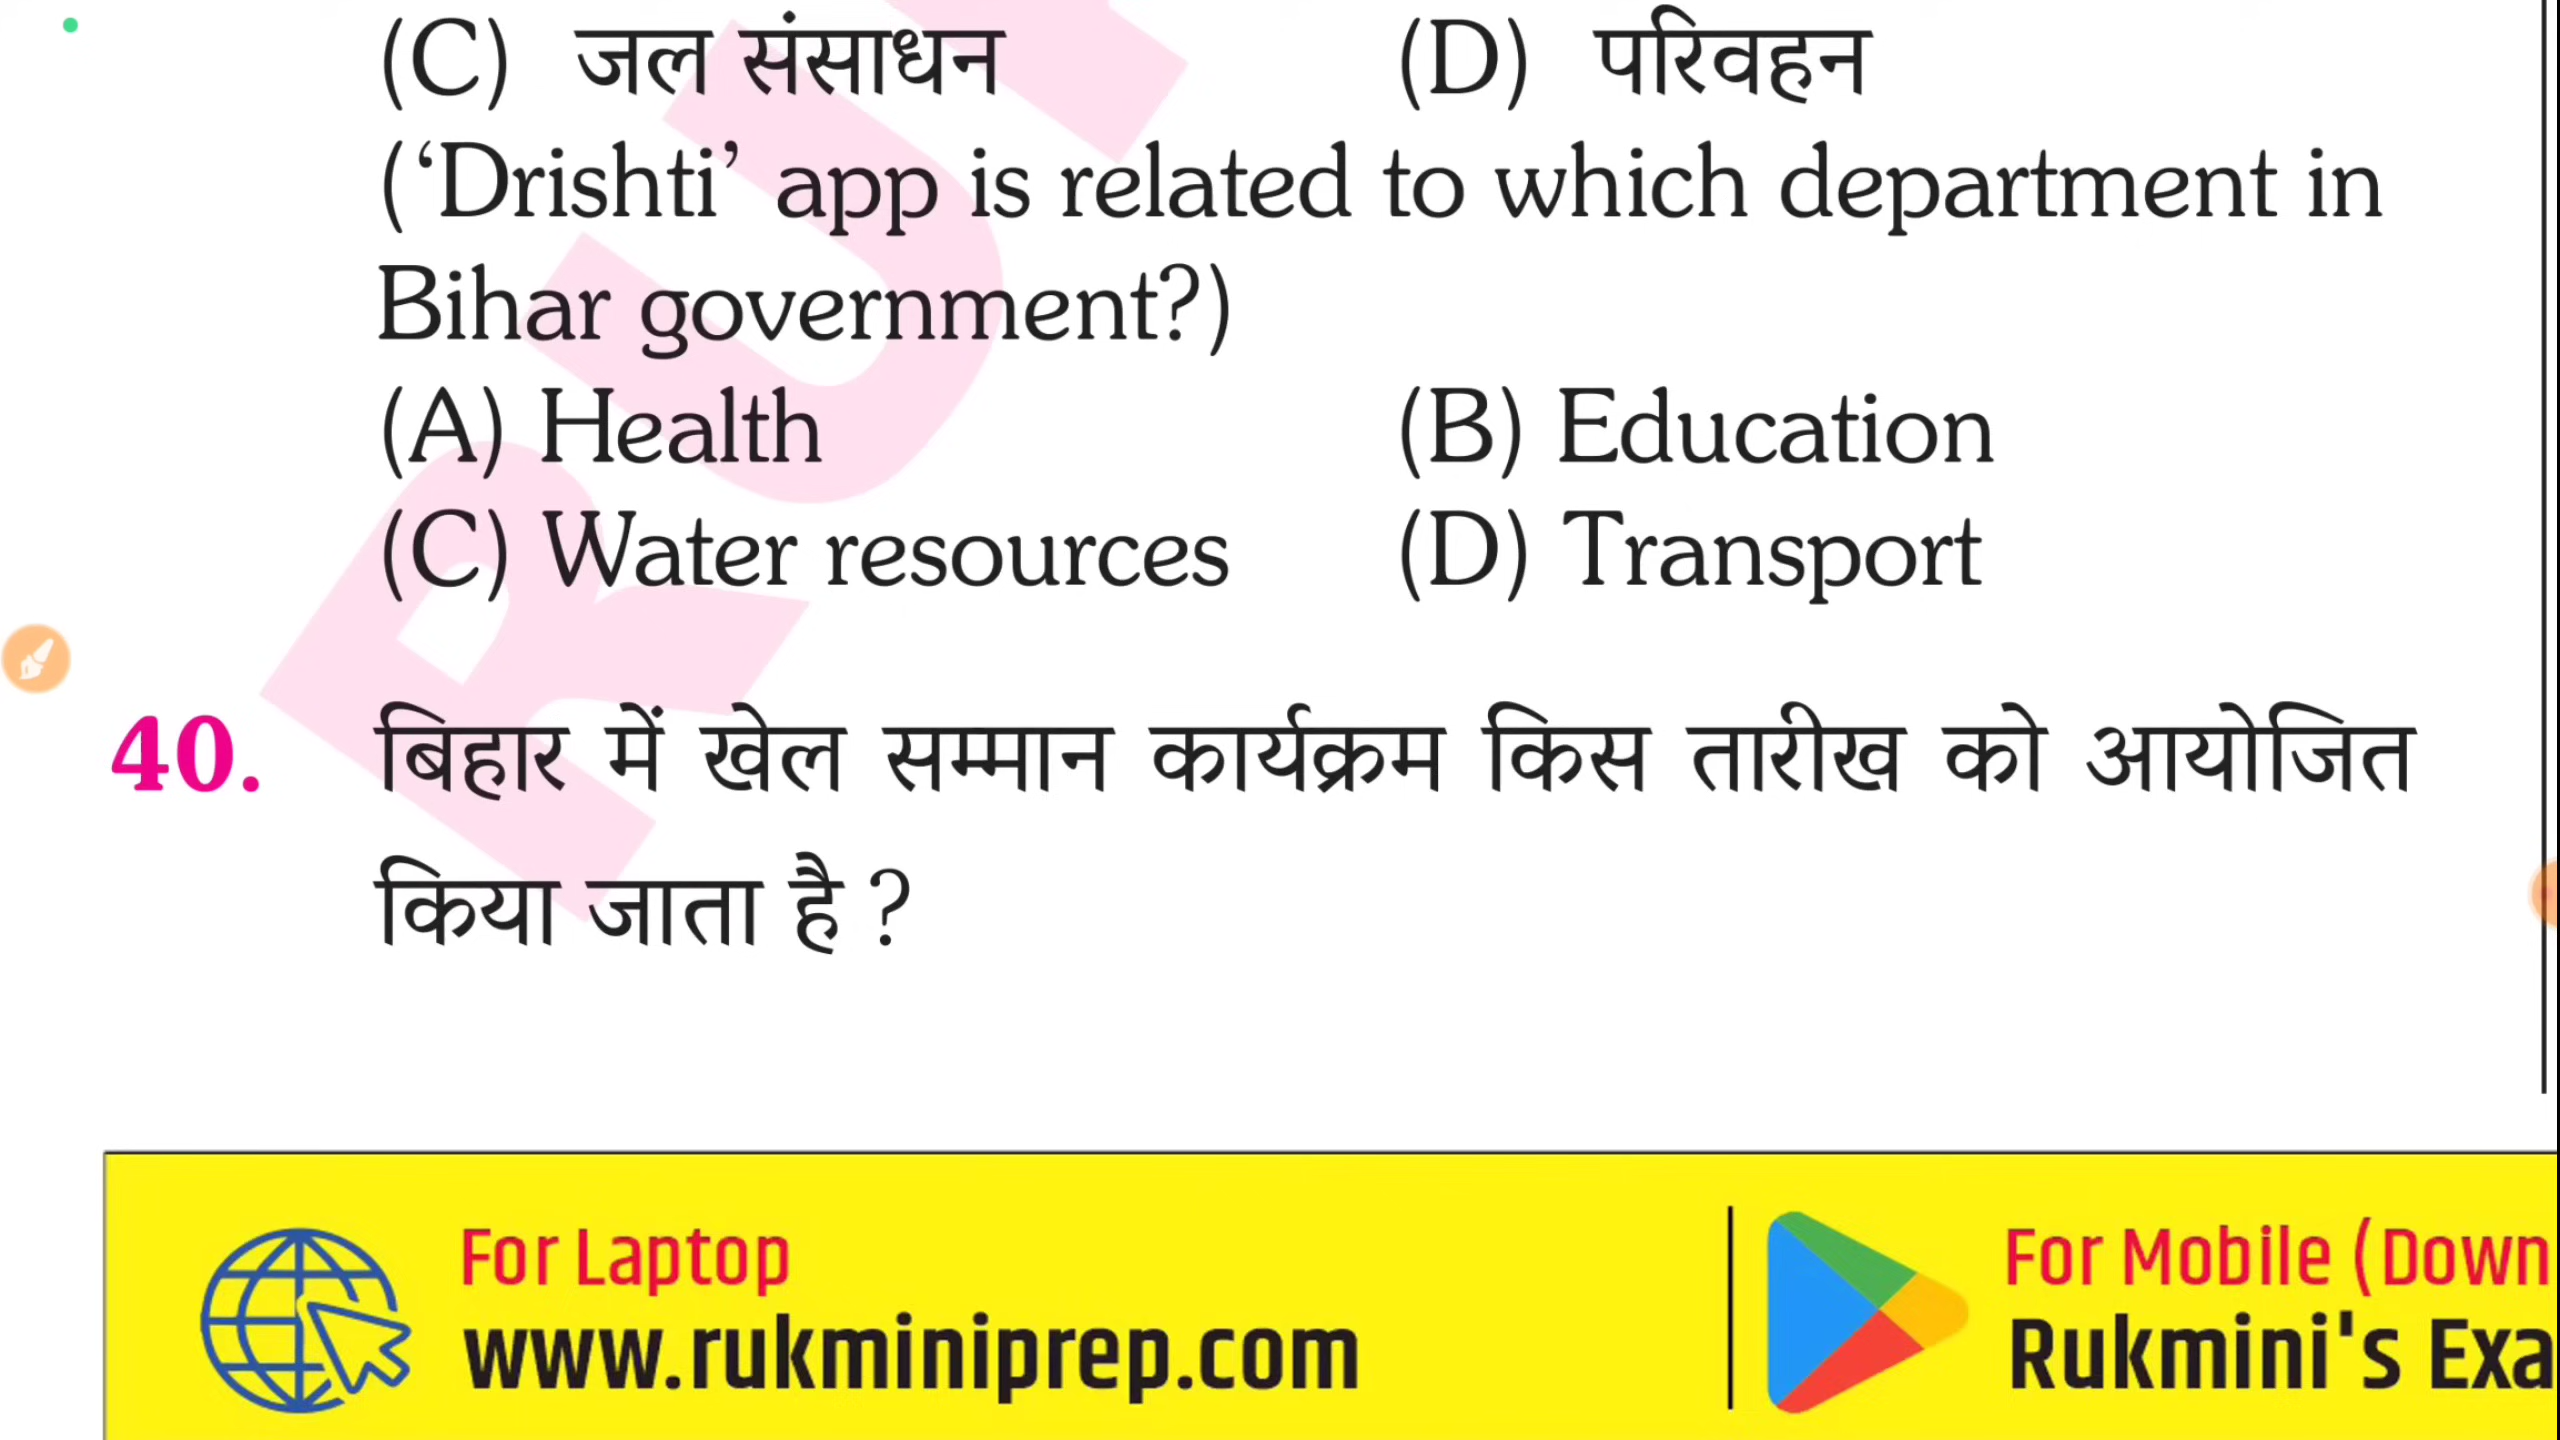 (C) जल संसाधन (D) परिवहन
(‘Drishti’ app is related to which department in
Bihar government?)
(A) Health (B) Education
(C) Water resources (D) Transport
40. बिहार में खेल सम्मान कार्यक्रम किस तारीख को आयोजित
किया जाता है ?
For Laptop
www.rukminiprep.com
For Mobile (Down
Rukmini's Exa